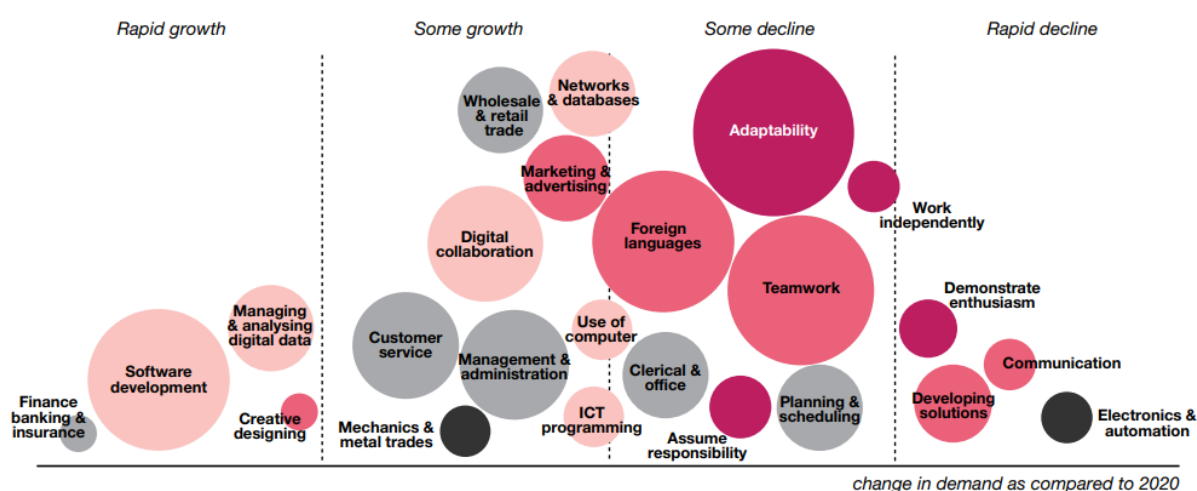 Rapid growth
Some growth
Some decline
Rapid decline
Networks
& databases
Wholesale
& retail
trade
Adaptability
Marketing &
advertising
Work
independently
Foreign
languages
Digital
collaboration
Teamwork
Demonstrate
enthusiasm
Managing
& analysing
digital data
Use of
computer
Customer
service
Management &
administration
Communication
Software
development
Clerical &
office
Finance
banking &
insurance
Creative
designing
Mechanics &
metal trades
ICT
programming
Assume
responsibility
Planning &
scheduling
Developing
solutions
Electronics &
automation
change in demand as compared to 2020